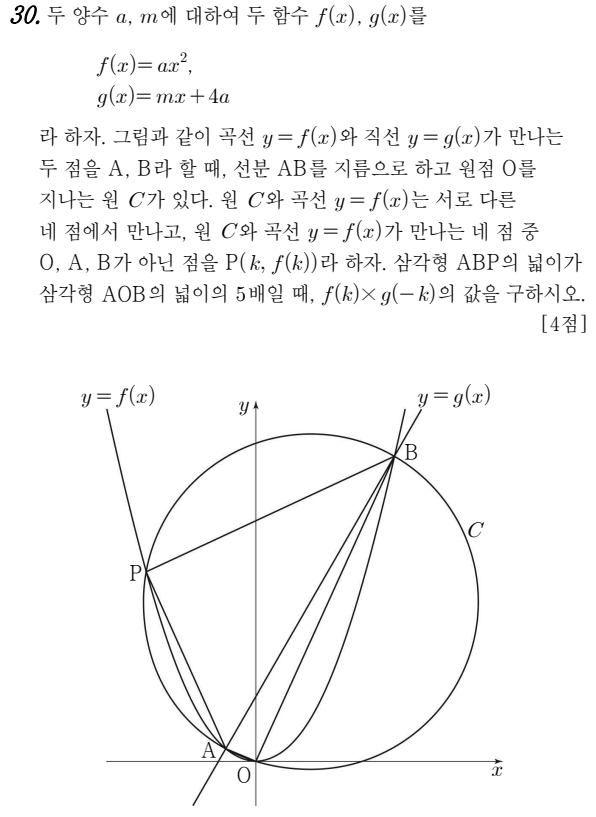 30. 두 양수 a, m에 대하여 두 함수 f(x), g(x)를
f(x)=ax²,
g(x)=mx+4a
라 하자. 그림과 같이 곡선 y=f(x)와 직선 y=g(x)가 만나는
두 점을 A, B라 할 때, 선분 AB를 지름으로 하고 원점 O를
지나는 원 C가 있다. 원 C와 곡선 y=f(x)는 서로 다른
네 점에서 만나고, 원 C와 곡선 y=f(x)가 만나는 네 점 중
O, A, B가 아닌 점을 P(k, f(k))라 하자. 삼각형 ABP의 넓이가
삼각형 AOB의 넓이의 5배일 때, f(k)×g(-k)의 값을 구하시오.
[4점]
y=f(x)
y
y=g(x)
B
C
P
A
O
x